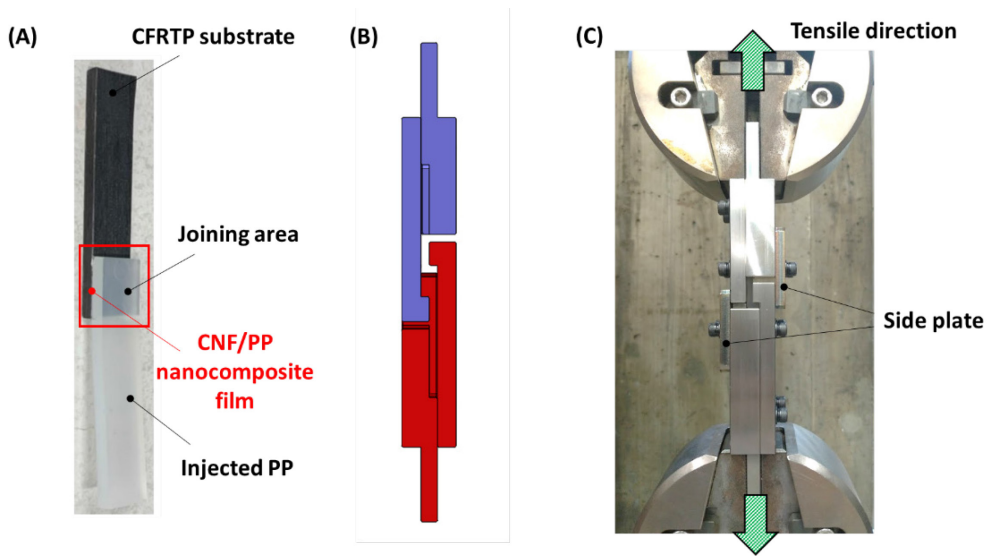 (A)
CFRTP substrate
Joining area
CNF/PP
nanocomposite
film
Injected PP
(B)
(C)
Tensile direction
Side plate